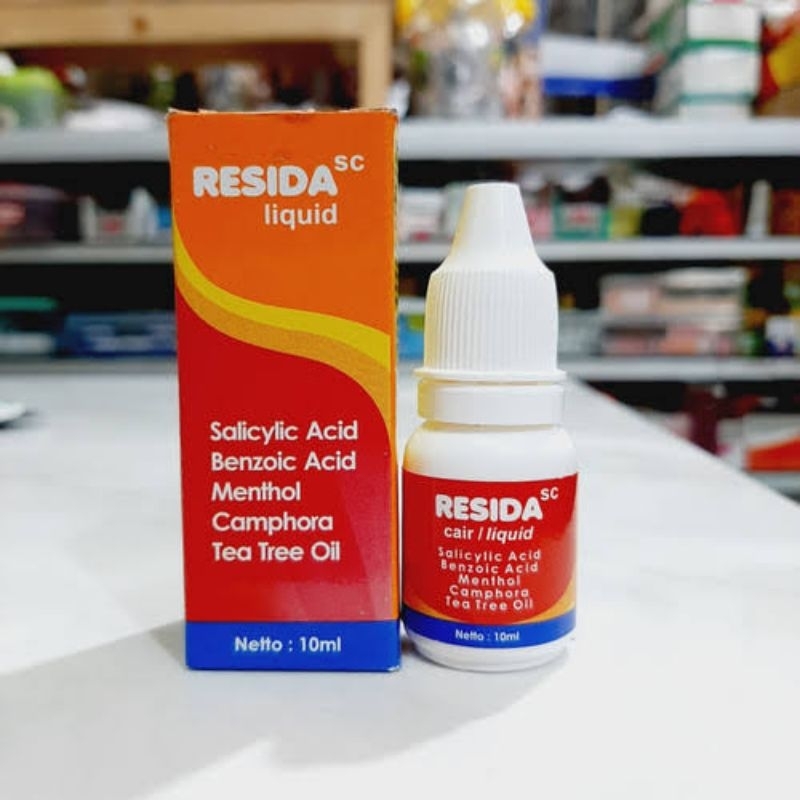 RESIDA SC
liquid
Salicylic Acid
Benzoic Acid
Menthol
Camphora
Tea Tree Oil
Netto : 10ml
RESIDA SC
cair / liquid
Salicylic Acid
Benzoic Acid
Menthol
Camphora
Tea Tree Oil
Netto : 10ml